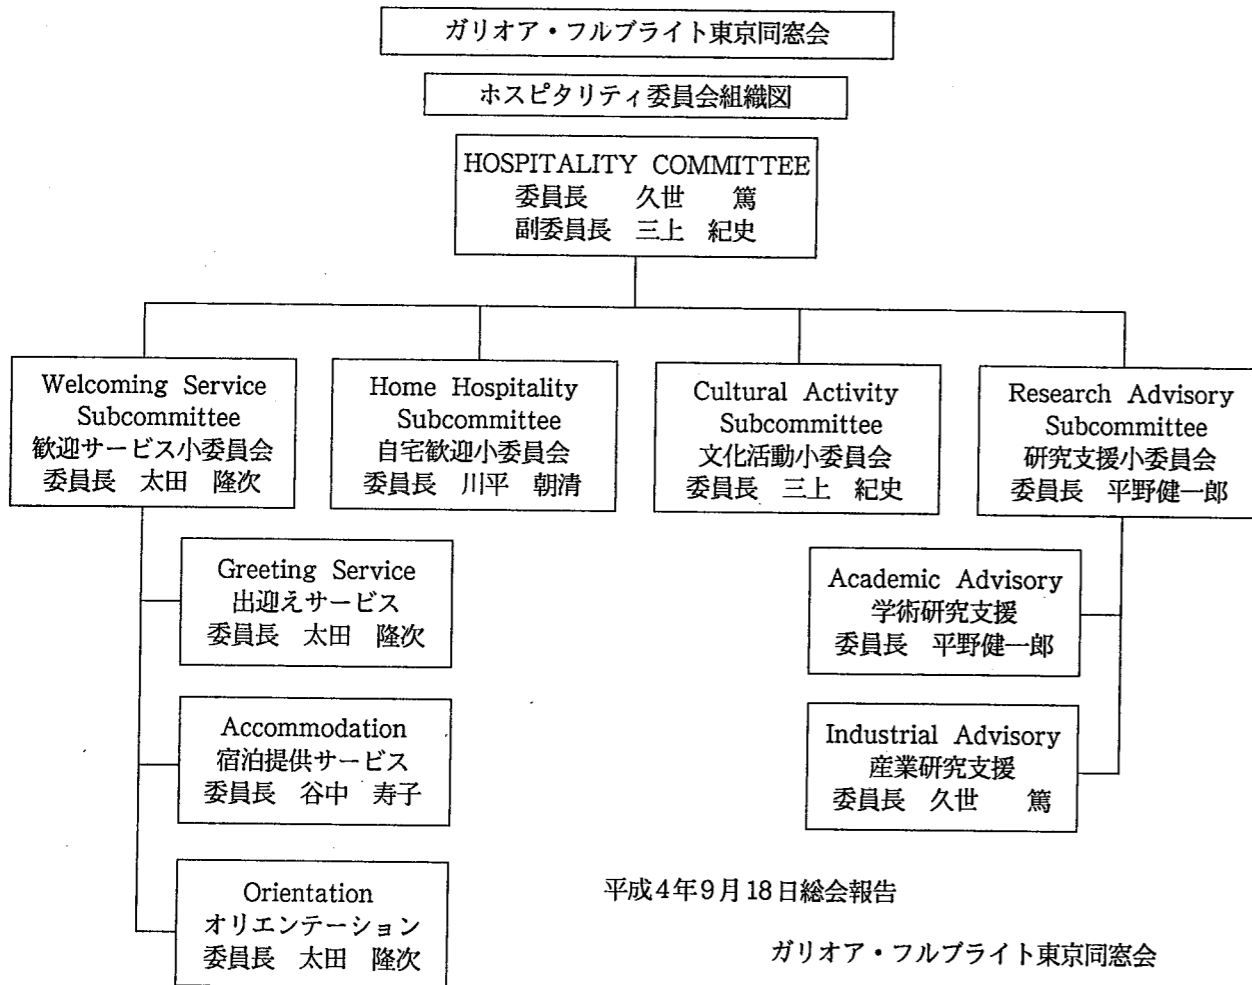 ガリオア・フルブライト東京同窓会
ホスピタリティ委員会組織図
HOSPITALITY COMMITTEE
委員長 久世 篤
副委員長 三上 紀史
Welcoming Service
Subcommittee
歓迎サービス小委員会
委員長 太田 隆次
Home Hospitality
Subcommittee
自宅歓迎小委員会
委員長 川平 朝清
Cultural Activity
Subcommittee
文化活動小委員会
委員長 三上 紀史
Research Advisory
Subcommittee
研究支援小委員会
委員長 平野健一郎
Greeting Service
出迎えサービス
委員長 太田 隆次
Accommodation
宿泊提供サービス
委員長 谷中 寿子
Orientation
オリエンテーション
委員長 太田 隆次
Academic Advisory
学術研究支援
委員長 平野健一郎
Industrial Advisory
産業研究支援
委員長 久世 篤
平成4年9月18日総会報告
ガリオア・フルブライト東京同窓会